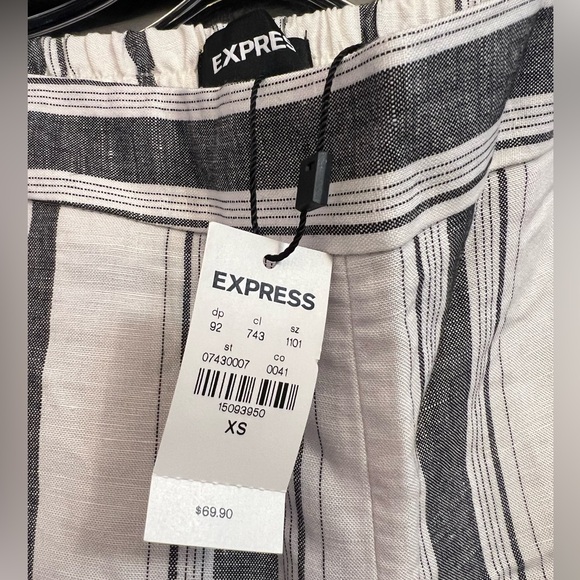 EXPRESS
EXPRESS
dp cl sz
92 743 1101
st co
07430007 0041
15093950
XS
$69.90